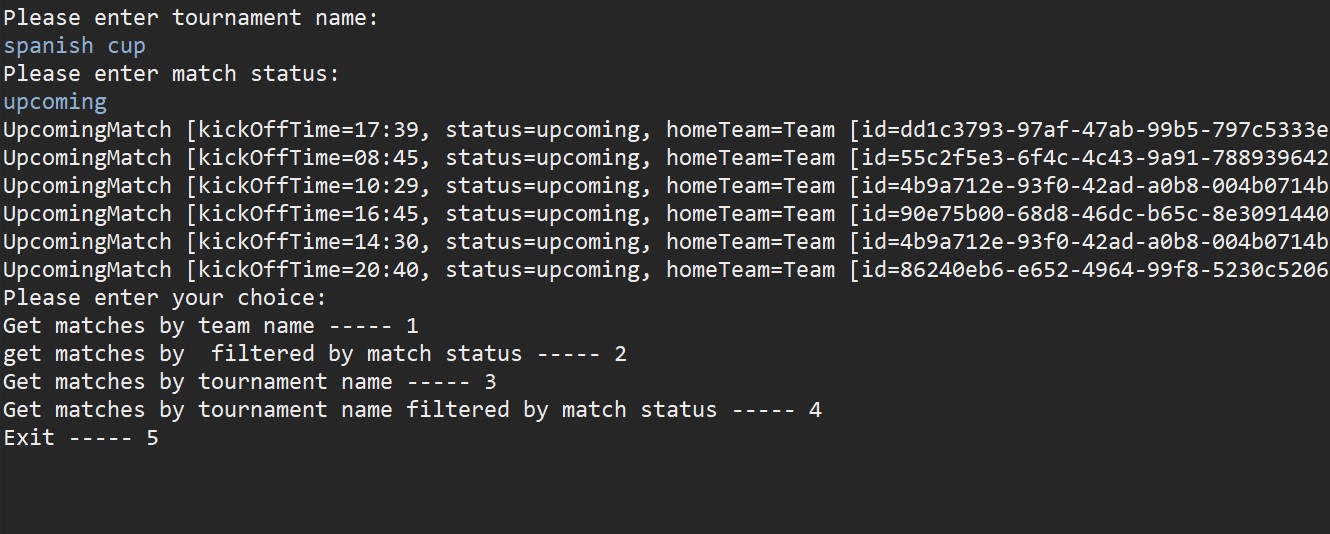 Please enter tournament name:
spanish cup
Please enter match status:
upcoming
UpcomingMatch [kickOffTime=17:39, status=upcoming, homeTeam=Team [id=dd1c3793-97af-47ab-99b5-797c5333e
UpcomingMatch [kickOffTime=08:45, status=upcoming, homeTeam=Team [id=55c2f5e3-6f4c-4c43-9a91-788939642
UpcomingMatch [kickOffTime=10:29, status=upcoming, homeTeam=Team [id=4b9a712e-93f0-42ad-a0b8-004b0714b
UpcomingMatch [kickOffTime=16:45, status=upcoming, homeTeam=Team [id=90e75b00-68d8-46dc-b65c-8e3091440
UpcomingMatch [kickOffTime=14:30, status=upcoming, homeTeam=Team [id=4b9a712e-93f0-42ad-a0b8-004b0714b
UpcomingMatch [kickOffTime=20:40, status=upcoming, homeTeam=Team [id=86240eb6-e652-4964-99f8-5230c5206
Please enter your choice:
Get matches by team name ----- 1
get matches by  filtered by match status ----- 2
Get matches by tournament name ----- 3
Get matches by tournament name filtered by match status ----- 4
Exit ----- 5